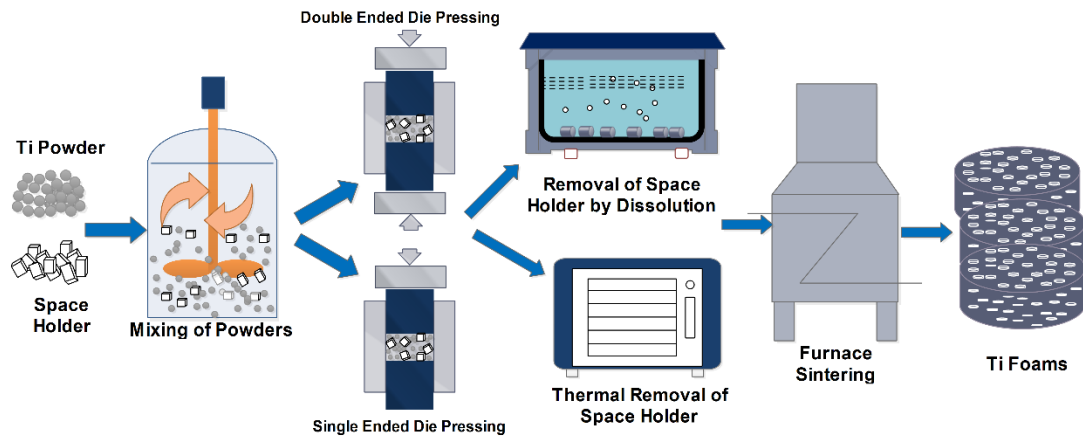 Double Ended Die Pressing
Ti Powder
Space
Holder
Mixing of Powders
Single Ended Die Pressing
Removal of Space
Holder by Dissolution
Thermal Removal of
Space Holder
Furnace
Sintering
Ti Foams